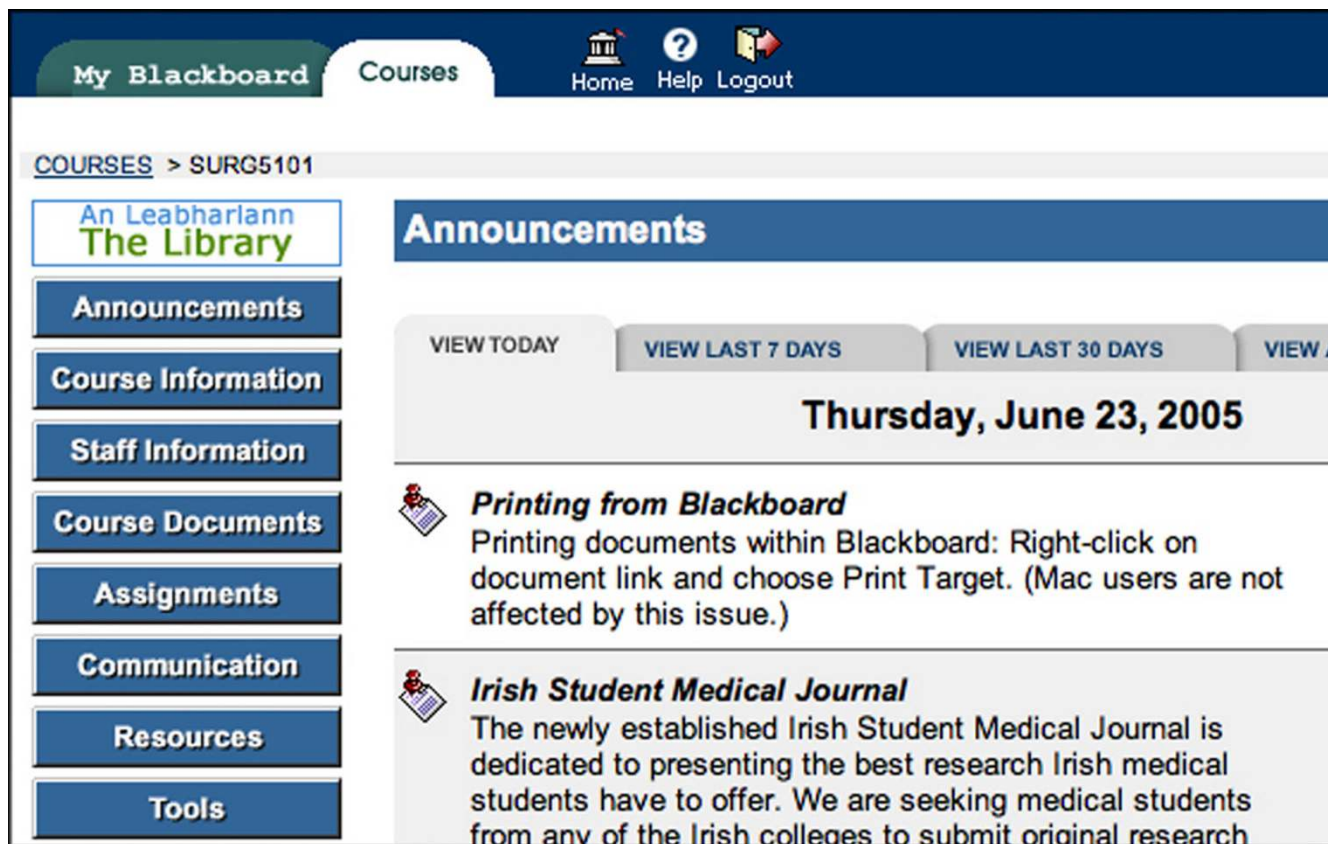 My Blackboard
Courses
Home Help Logout
COURSES > SURG5101
An Leabharlann
The Library
Announcements
Course Information
Staff Information
Course Documents
Assignments
Communication
Resources
Tools
Announcements
VIEW TODAY
VIEW LAST 7 DAYS
VIEW LAST 30 DAYS
VIEW
Thursday, June 23, 2005
Printing from Blackboard
Printing documents within Blackboard: Right-click on
document link and choose Print Target. (Mac users are not
affected by this issue.)
Irish Student Medical Journal
The newly established Irish Student Medical Journal is
dedicated to presenting the best research Irish medical
students have to offer. We are seeking medical students
from any of the Irish colleges to submit original research